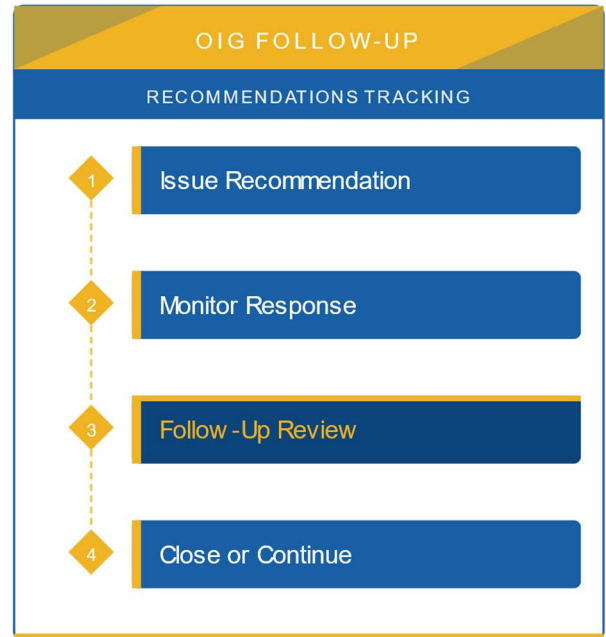 OIG FOLLOW-UP
RECOMMENDATIONS TRACKING
1 Issue Recommendation
2 Monitor Response
3 Follow -Up Review
4 Close or Continue